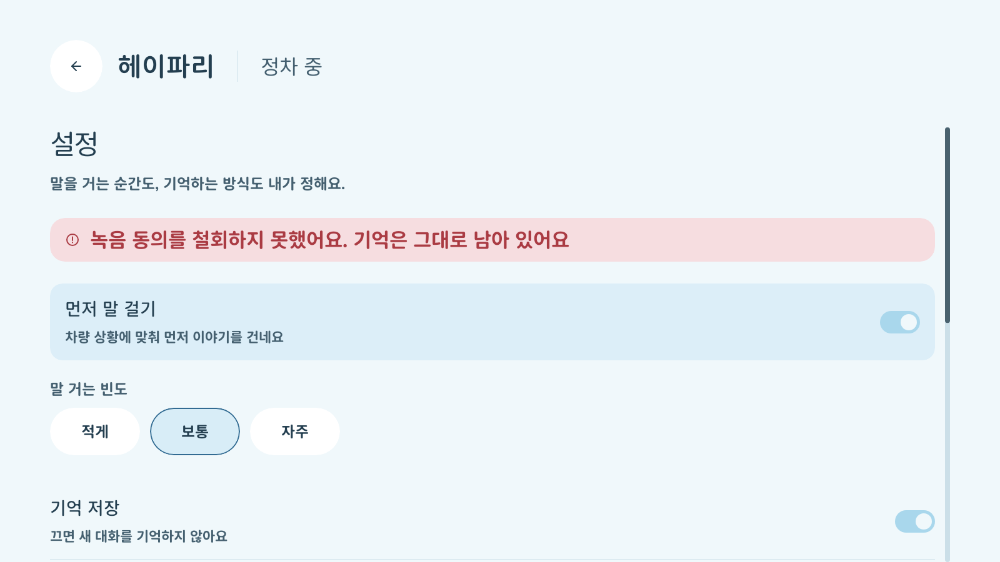 헤이파리
정차 중
설정
말을 거는 순간도, 기억하는 방식도 내가 정해요.
녹음 동의를 철회하지 못했어요. 기억은 그대로 남아 있어요
먼저 말 걸기
차량 상황에 맞춰 먼저 이야기를 건네요
말 거는 빈도
적게
보통
자주
기억 저장
끄면 새 대화를 기억하지 않아요